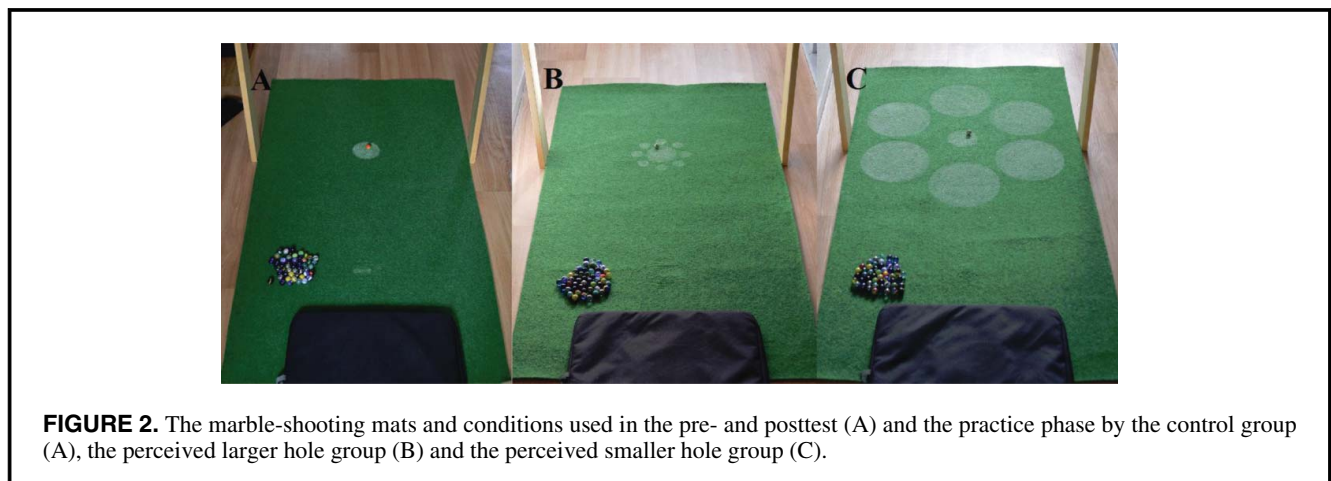 A B C
FIGURE 2. The marble-shooting mats and conditions used in the pre- and posttest (A) and the practice phase by the control group
(A), the perceived larger hole group (B) and the perceived smaller hole group (C).